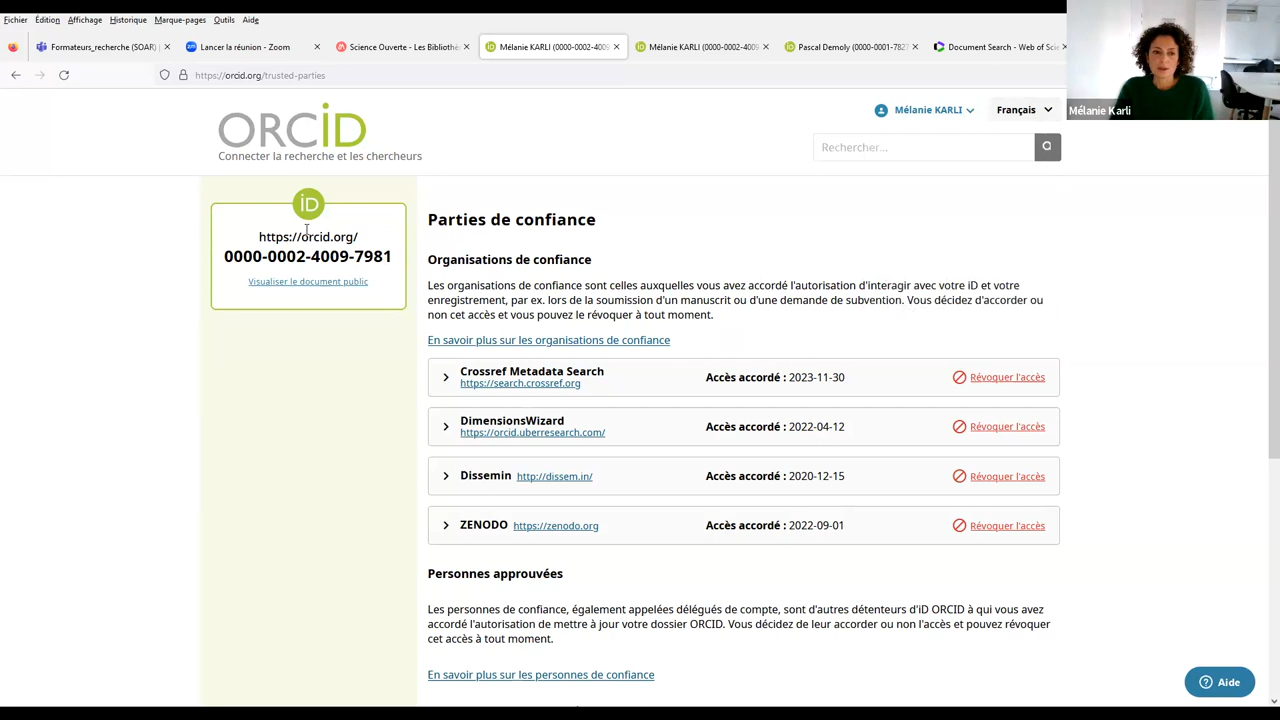 Fichier Édition Affichage Historique Marque-pages Outils Aide
Formateurs_recherche (SOAR)
Lancer la réunion - Zoom
Science Ouverte - Les Bibliothè
Mélanie KARLI (0000-0002-4009
Mélanie KARLI (0000-0002-4009-
Pascal Demoly (0000-0001-7827
Document Search - Web of Scie
https://orcid.org/trusted-parties
Mélanie Karli
ORCID
Connecter la recherche et les chercheurs
Mélanie KARLI
Français
Rechercher...
iD
https://orcid.org/
0000-0002-4009-7981
Visualiser le document public
Parties de confiance
Organisations de confiance
Les organisations de confiance sont celles auxquelles vous avez accordé l'autorisation d'interagir avec votre iD et votre
enregistrement, par ex. lors de la soumission d'un manuscrit ou d'une demande de subvention. Vous décidez d'accorder ou
non cet accès et vous pouvez le révoquer à tout moment.
En savoir plus sur les organisations de confiance
Crossref Metadata Search
https://search.crossref.org
Accès accordé : 2023-11-30
Révoquer l'accès
DimensionsWizard
https://orcid.uberresearch.com/
Accès accordé : 2022-04-12
Révoquer l'accès
Dissemin http://dissem.in/
Accès accordé : 2020-12-15
Révoquer l'accès
ZENODO https://zenodo.org
Accès accordé : 2022-09-01
Révoquer l'accès
Personnes approuvées
Les personnes de confiance, également appelées délégués de compte, sont d'autres détenteurs d'iD ORCID à qui vous avez
accordé l'autorisation de mettre à jour votre dossier ORCID. Vous décidez de leur accorder ou non l'accès et pouvez révoquer
cet accès à tout moment.
En savoir plus sur les personnes de confiance
Aide